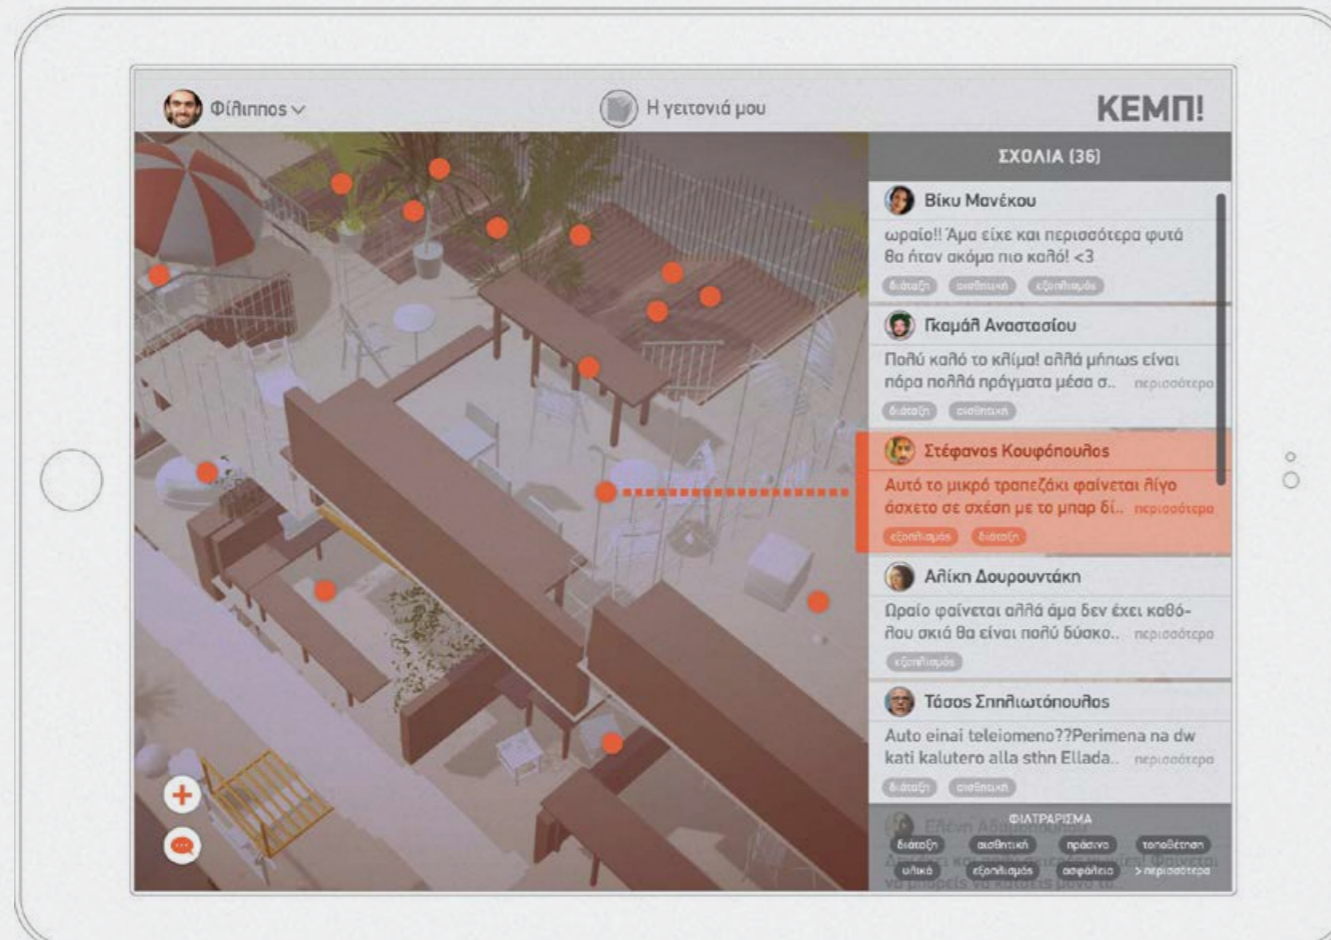 Φίλιππος
Η γειτονιά μου
ΚΕΜΠ!
ΣΧΟΛΙΑ (36)
Βίκυ Μανέκου
ωραίο!! Άμα είχε και περισσότερα φυτά
θα ήταν ακόμα πιο καλό! <3
διάταξη αισθητική εξοπλισμός
Γκαμάλ Αναστασίου
Πολύ καλό το κλίμα! αλλά μήπως είναι
πάρα πολλά πράγματα μέσα σ.. περισσότερα
διάταξη αισθητική
Στέφανος Κουφόπουλος
Αυτό το μικρό τραπεζάκι φαίνεται λίγο
άσχετο σε σχέση με το μπαρ δί.. περισσότερα
εξοπλισμός διάταξη
Αλίκη Δουρουντάκη
Ωραίο φαίνεται αλλά άμα δεν έχει καθό-
λου σκιά θα είναι πολύ δύσκο.. περισσότερα
εξοπλισμός
Τάσος Σπηλιωτόπουλος
Auto einai teleiomeno??Perimena na dw
kati kalutero alla sthn Ellada.. περισσότερα
διάταξη αισθητική
Ελένη
ΦΙΛΤΡΑΡΙΣΜΑ
διάταξη αισθητική πράσινο τοποθέτηση
υλικά εξοπλισμός ασφάλεια > περισσότερα